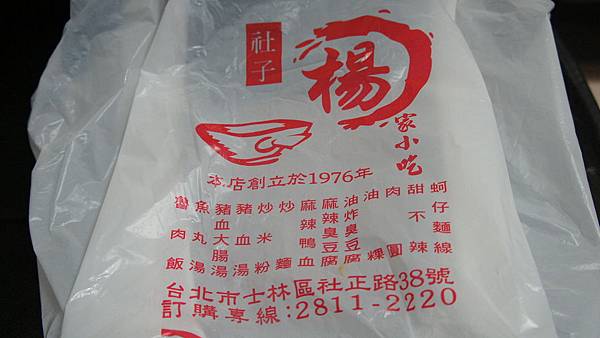 社子
楊
家小吃
本店創立於1976年
蚵仔麵線
甜不辣
肉圓
油粿
油炸臭豆腐
麻辣臭豆腐
麻辣鴨血
炒麵
炒米粉
豬血湯
豬血大腸湯
魚丸湯
魯肉飯
台北市士林區社正路38號
訂購專線:2811-2220